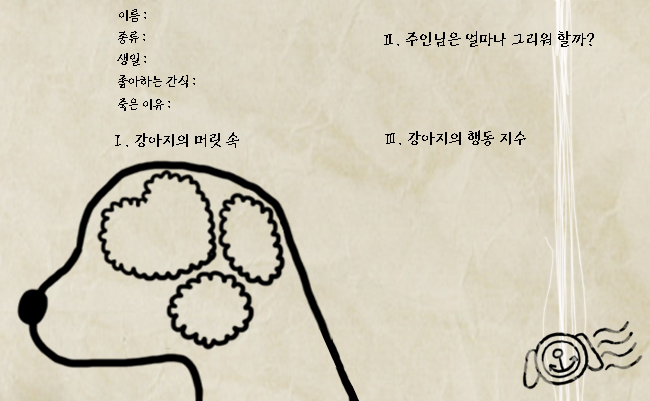 이름 :
종류 :
생일 :
좋아하는 간식 :
죽은 이유 :
Ⅰ. 강아지의 머릿 속
Ⅱ. 주인님은 얼마나 그리워 할까?
Ⅲ. 강아지의 행동 지수